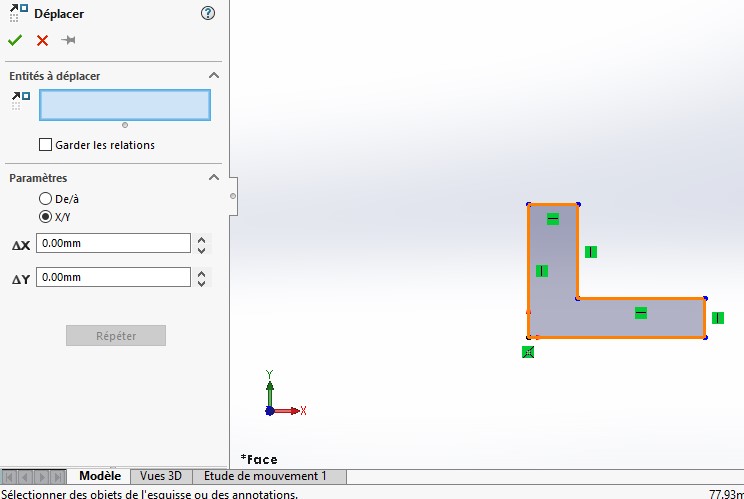 Déplacer
?
Entités à déplacer
Garder les relations
Paramètres
De/à
X/Y
ΔX 0.00mm
ΔY 0.00mm
Répéter
Y
X
*Face
Modèle Vues 3D Etude de mouvement 1
Sélectionner des objets de l'esquisse ou des annotations. 77.93m